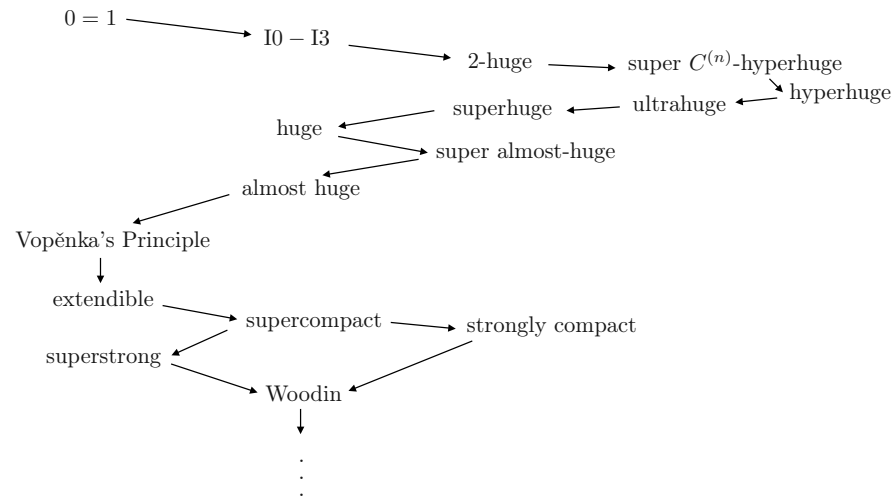 0 = 1
I0 − I3
2-huge
super C^(n)-hyperhuge
hyperhuge
ultrahuge
superhuge
huge
super almost-huge
almost huge
Vopěnka's Principle
extendible
supercompact
strongly compact
superstrong
Woodin
.
.
.